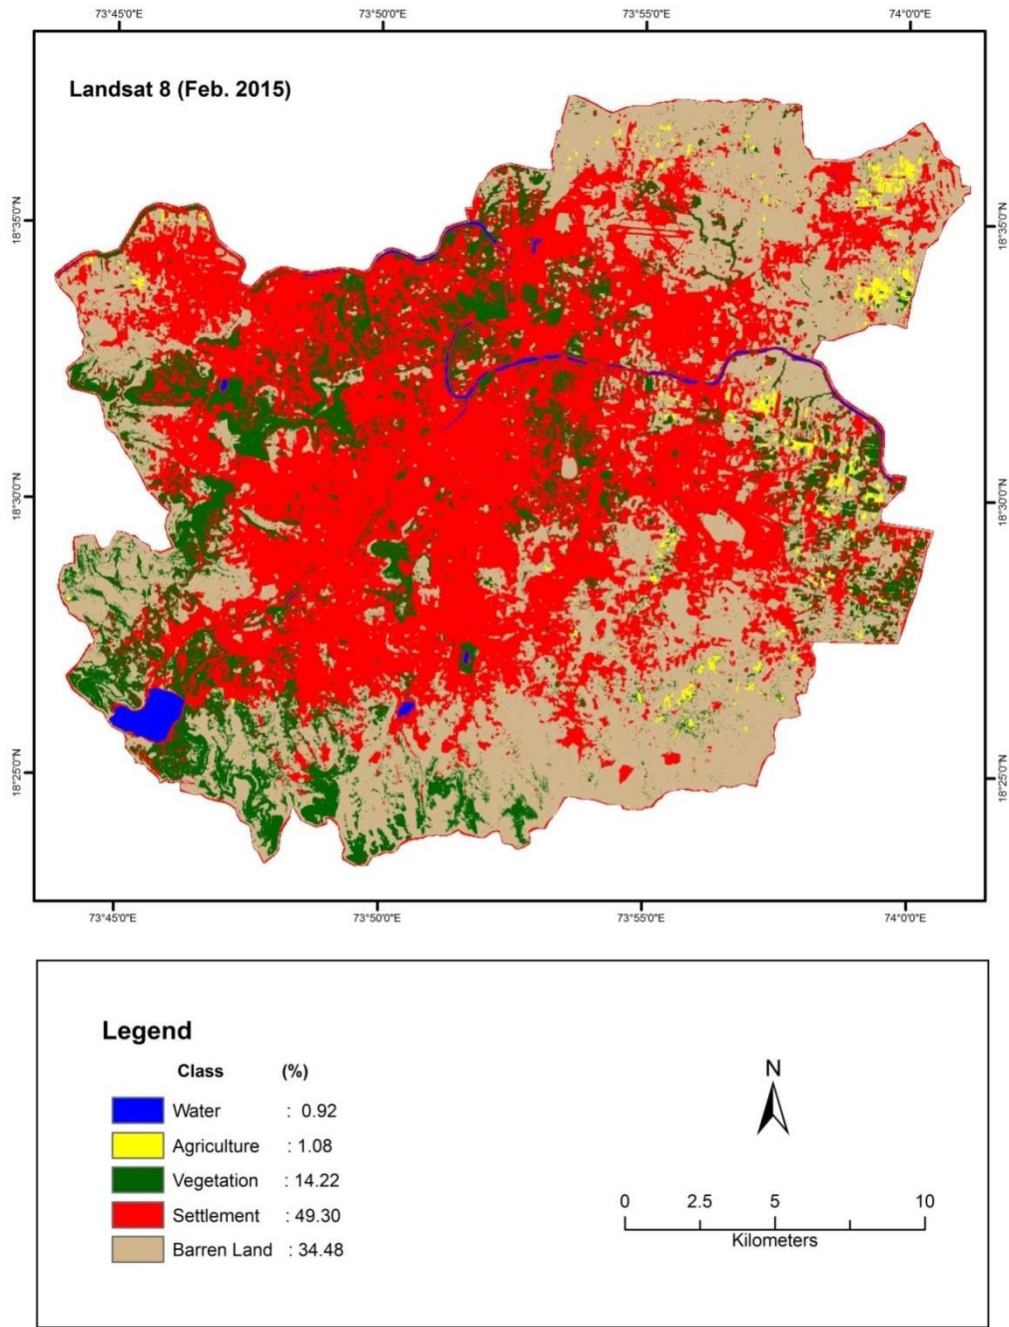 73°45'0"E 73°50'0"E 73°55'0"E 74°0'0"E
Landsat 8 (Feb. 2015)
18°35'0"N 18°35'0"N
18°30'0"N 18°30'0"N
18°25'0"N 18°25'0"N
73°45'0"E 73°50'0"E 73°55'0"E 74°0'0"E
Legend
Class (%)
Water : 0.92
Agriculture : 1.08
Vegetation : 14.22
Settlement : 49.30
Barren Land : 34.48
N
0 2.5 5 10
Kilometers